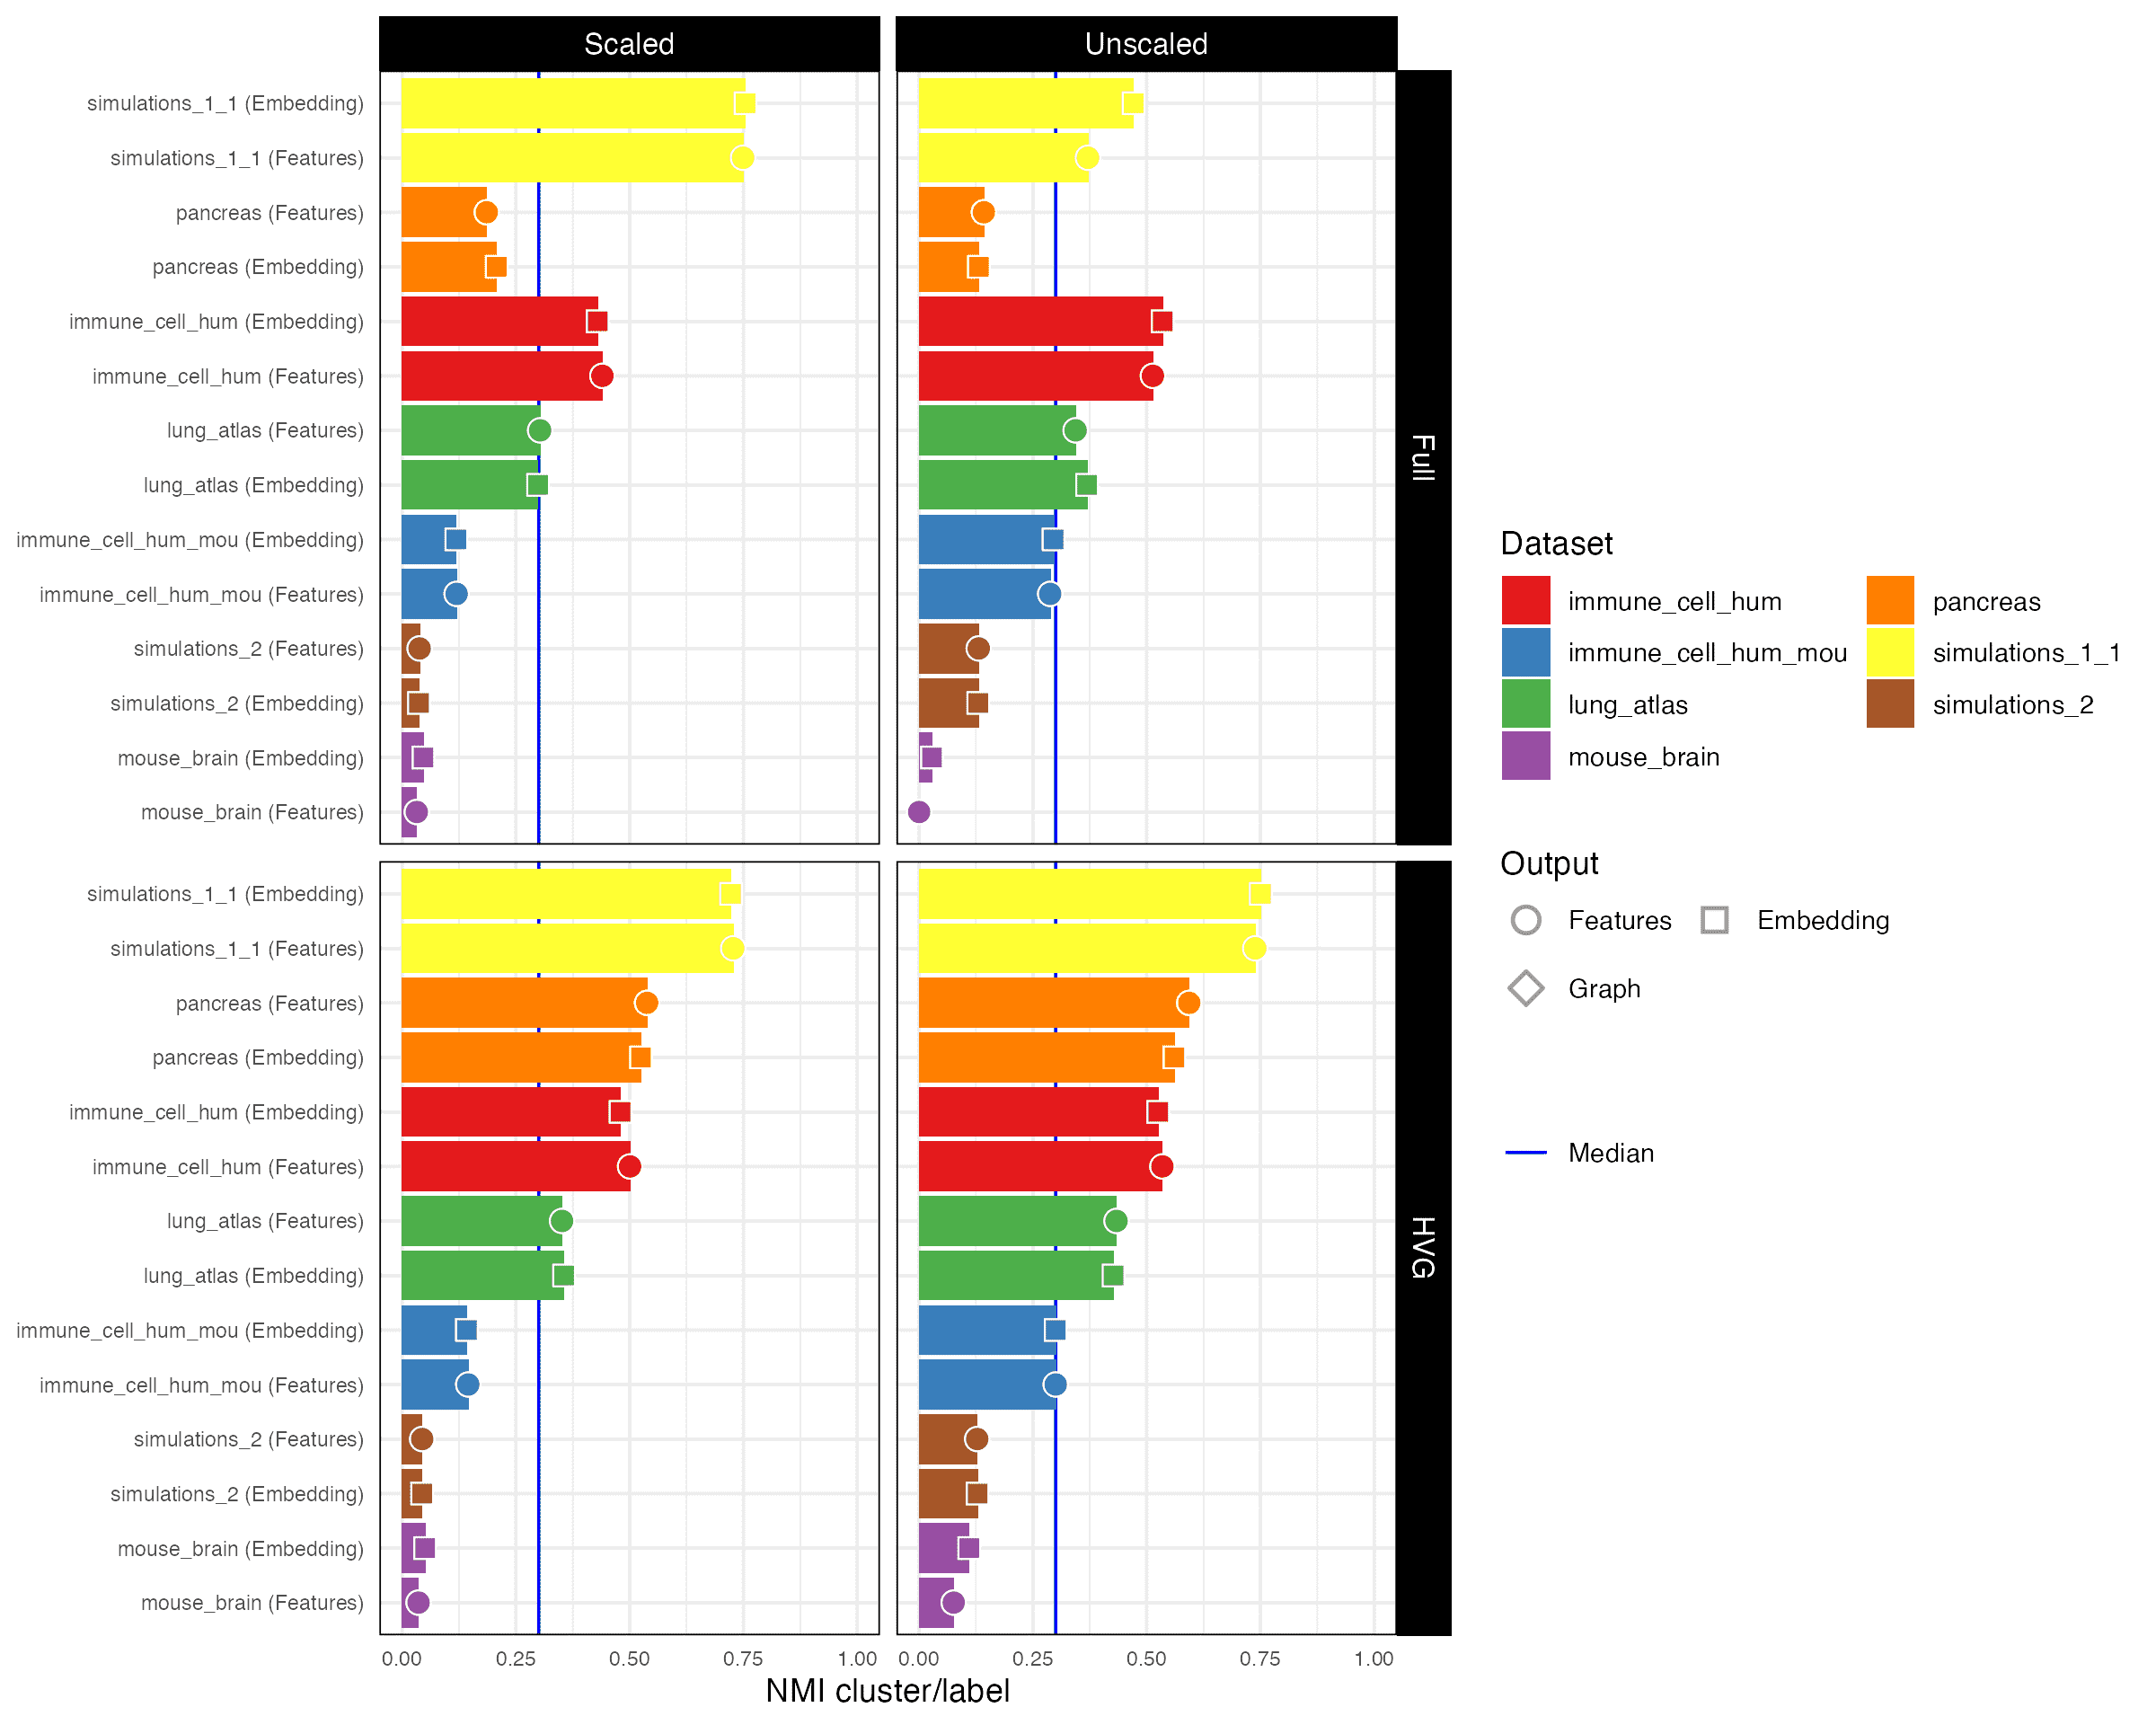 Scaled
Unscaled
simulations_1_1 (Embedding)
simulations_1_1 (Features)
pancreas (Features)
pancreas (Embedding)
immune_cell_hum (Embedding)
immune_cell_hum (Features)
lung_atlas (Features)
lung_atlas (Embedding)
immune_cell_hum_mou (Embedding)
immune_cell_hum_mou (Features)
simulations_2 (Features)
simulations_2 (Embedding)
mouse_brain (Embedding)
mouse_brain (Features)
Full
simulations_1_1 (Embedding)
simulations_1_1 (Features)
pancreas (Features)
pancreas (Embedding)
immune_cell_hum (Embedding)
immune_cell_hum (Features)
lung_atlas (Features)
lung_atlas (Embedding)
immune_cell_hum_mou (Embedding)
immune_cell_hum_mou (Features)
simulations_2 (Features)
simulations_2 (Embedding)
mouse_brain (Embedding)
mouse_brain (Features)
HVG
0.00 0.25 0.50 0.75 1.00
0.00 0.25 0.50 0.75 1.00
NMI cluster/label
Dataset
immune_cell_hum
immune_cell_hum_mou
lung_atlas
mouse_brain
pancreas
simulations_1_1
simulations_2
Output
Features
Embedding
Graph
Median